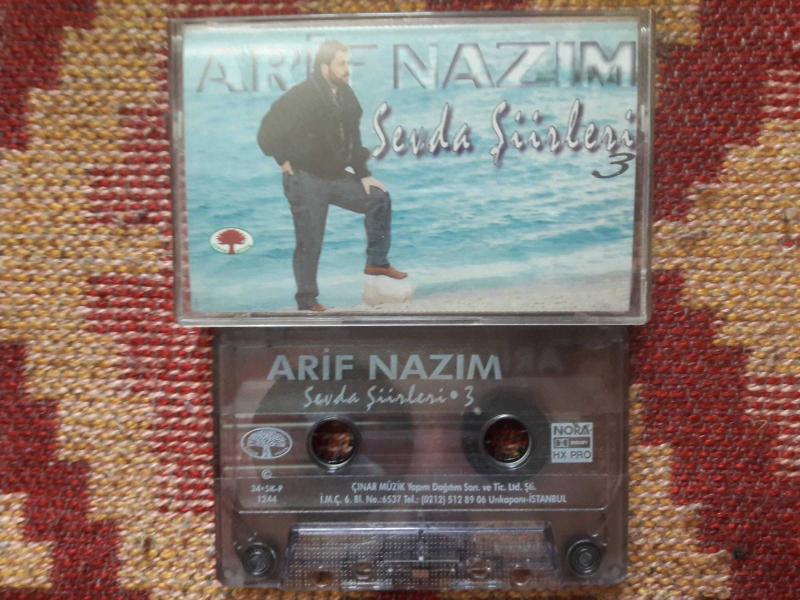 ARİF NAZIM
Sevda Şiirleri
3
ARİF NAZIM
Sevda Şiirleri • 3
NORA
DOLBY
HX PRO
©
34•SK-P
1244
ÇINAR MÜZİK Yapım Dağıtım San. ve Tic. Ltd. Şti.
İ.M.Ç. 6. Bl. No.:6537 Tel.: (0212) 512 89 06 Unkapanı-İSTANBUL